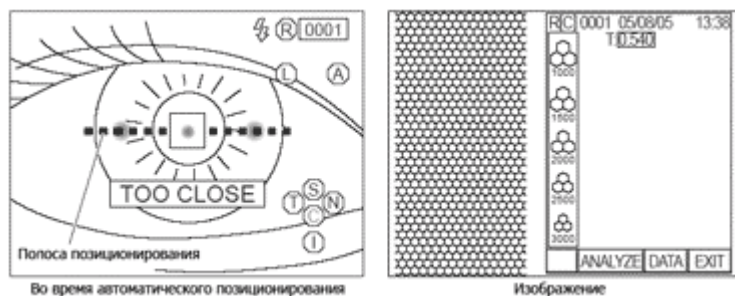 R 0001
L A
TOO CLOSE
S
T N
C
I
Полоса позиционирования
Во время автоматического позиционирования
R C 0001 05/08/05 13:38
T: 0.540
1000
1500
2000
2500
3000
ANALYZE DATA EXIT
Изображение